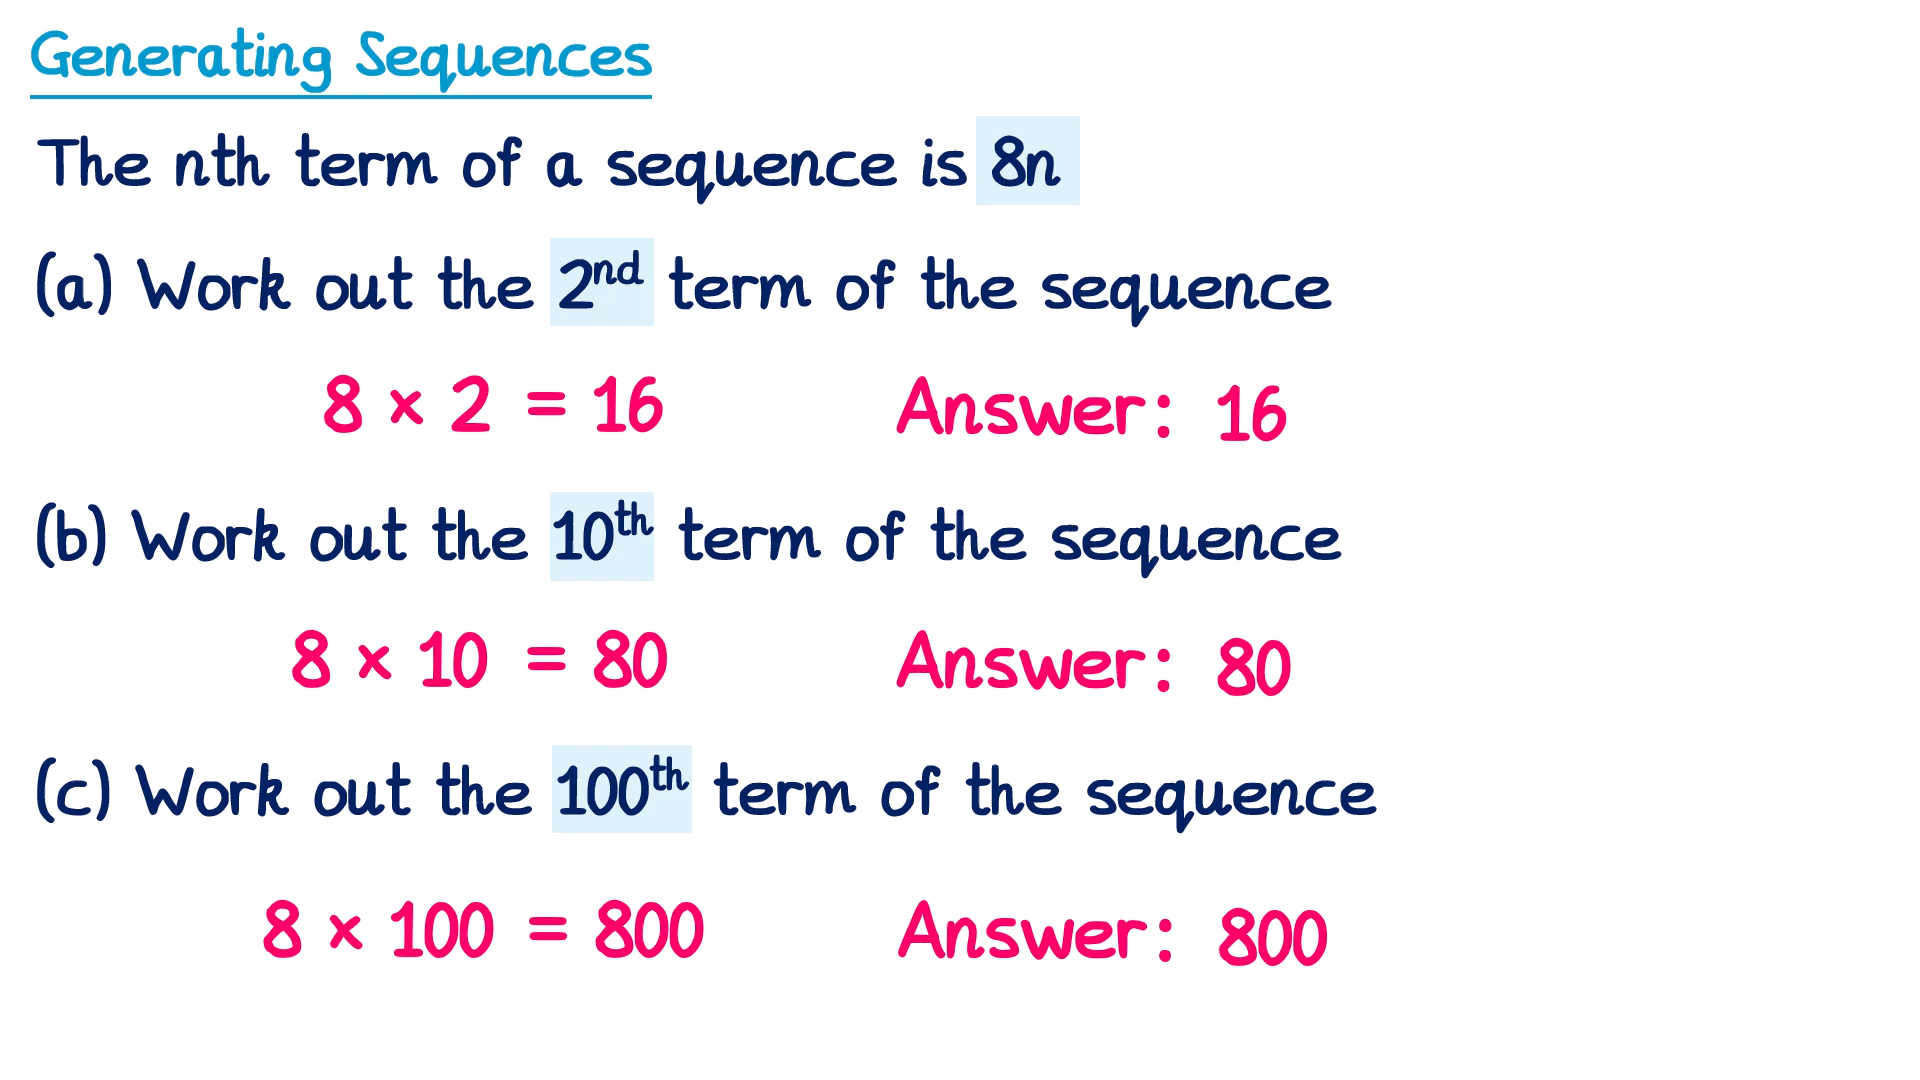 Generating Sequences
The nth term of a sequence is 8n
(a) Work out the 2nd term of the sequence
8 × 2 = 16 Answer: 16
(b) Work out the 10th term of the sequence
8 × 10 = 80 Answer: 80
(c) Work out the 100th term of the sequence
8 × 100 = 800 Answer: 800